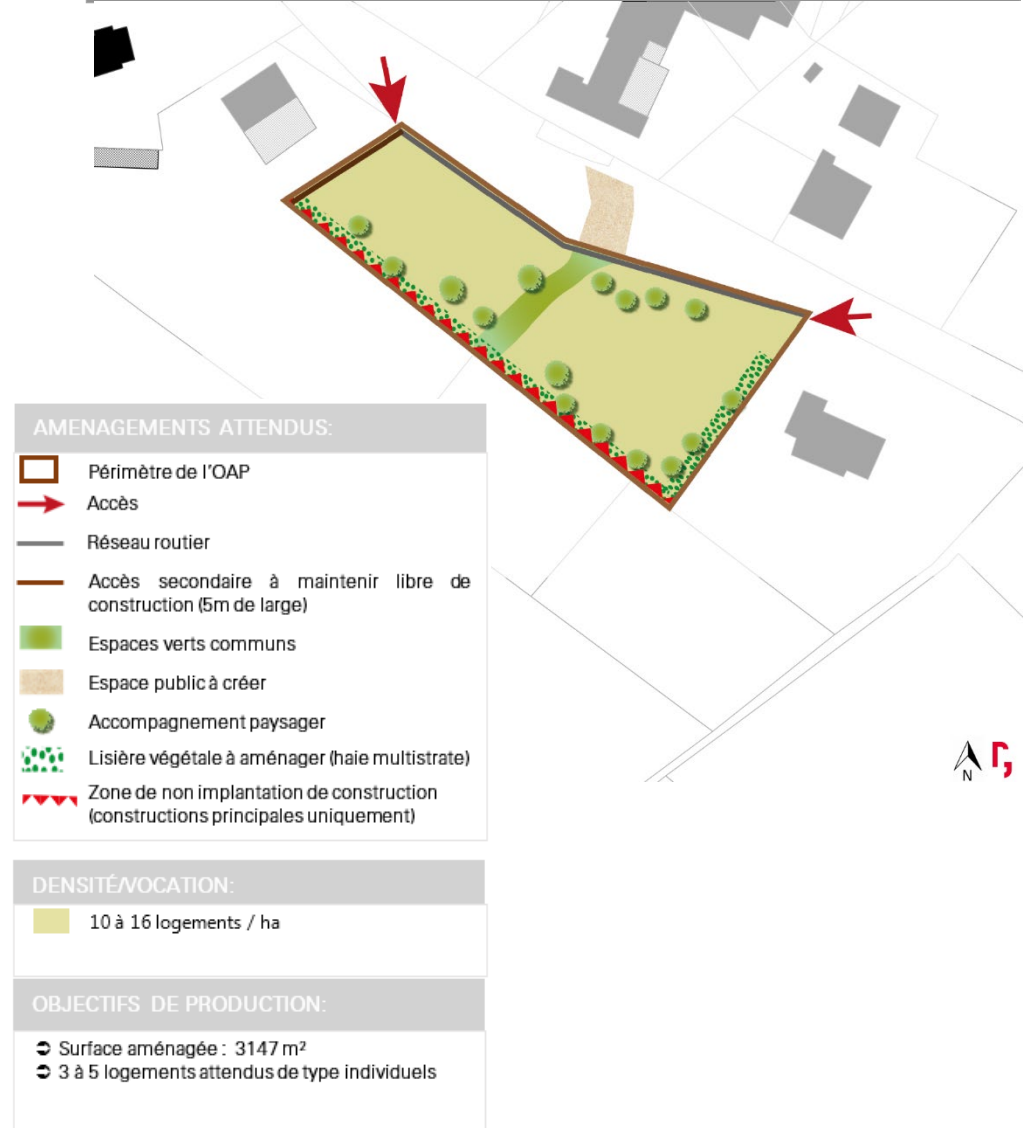 AMENAGEMENTS ATTENDUS:
Périmètre de l'OAP
Accès
Réseau routier
Accès secondaire à maintenir libre de
construction (5m de large)
Espaces verts communs
Espace public à créer
Accompagnement paysager
Lisière végétale à aménager (haie multistrate)
Zone de non implantation de construction
(constructions principales uniquement)
N
DENSITÉ/VOCATION:
10 à 16 logements / ha
OBJECTIFS DE PRODUCTION:
Surface aménagée : 3147 m²
3 à 5 logements attendus de type individuels